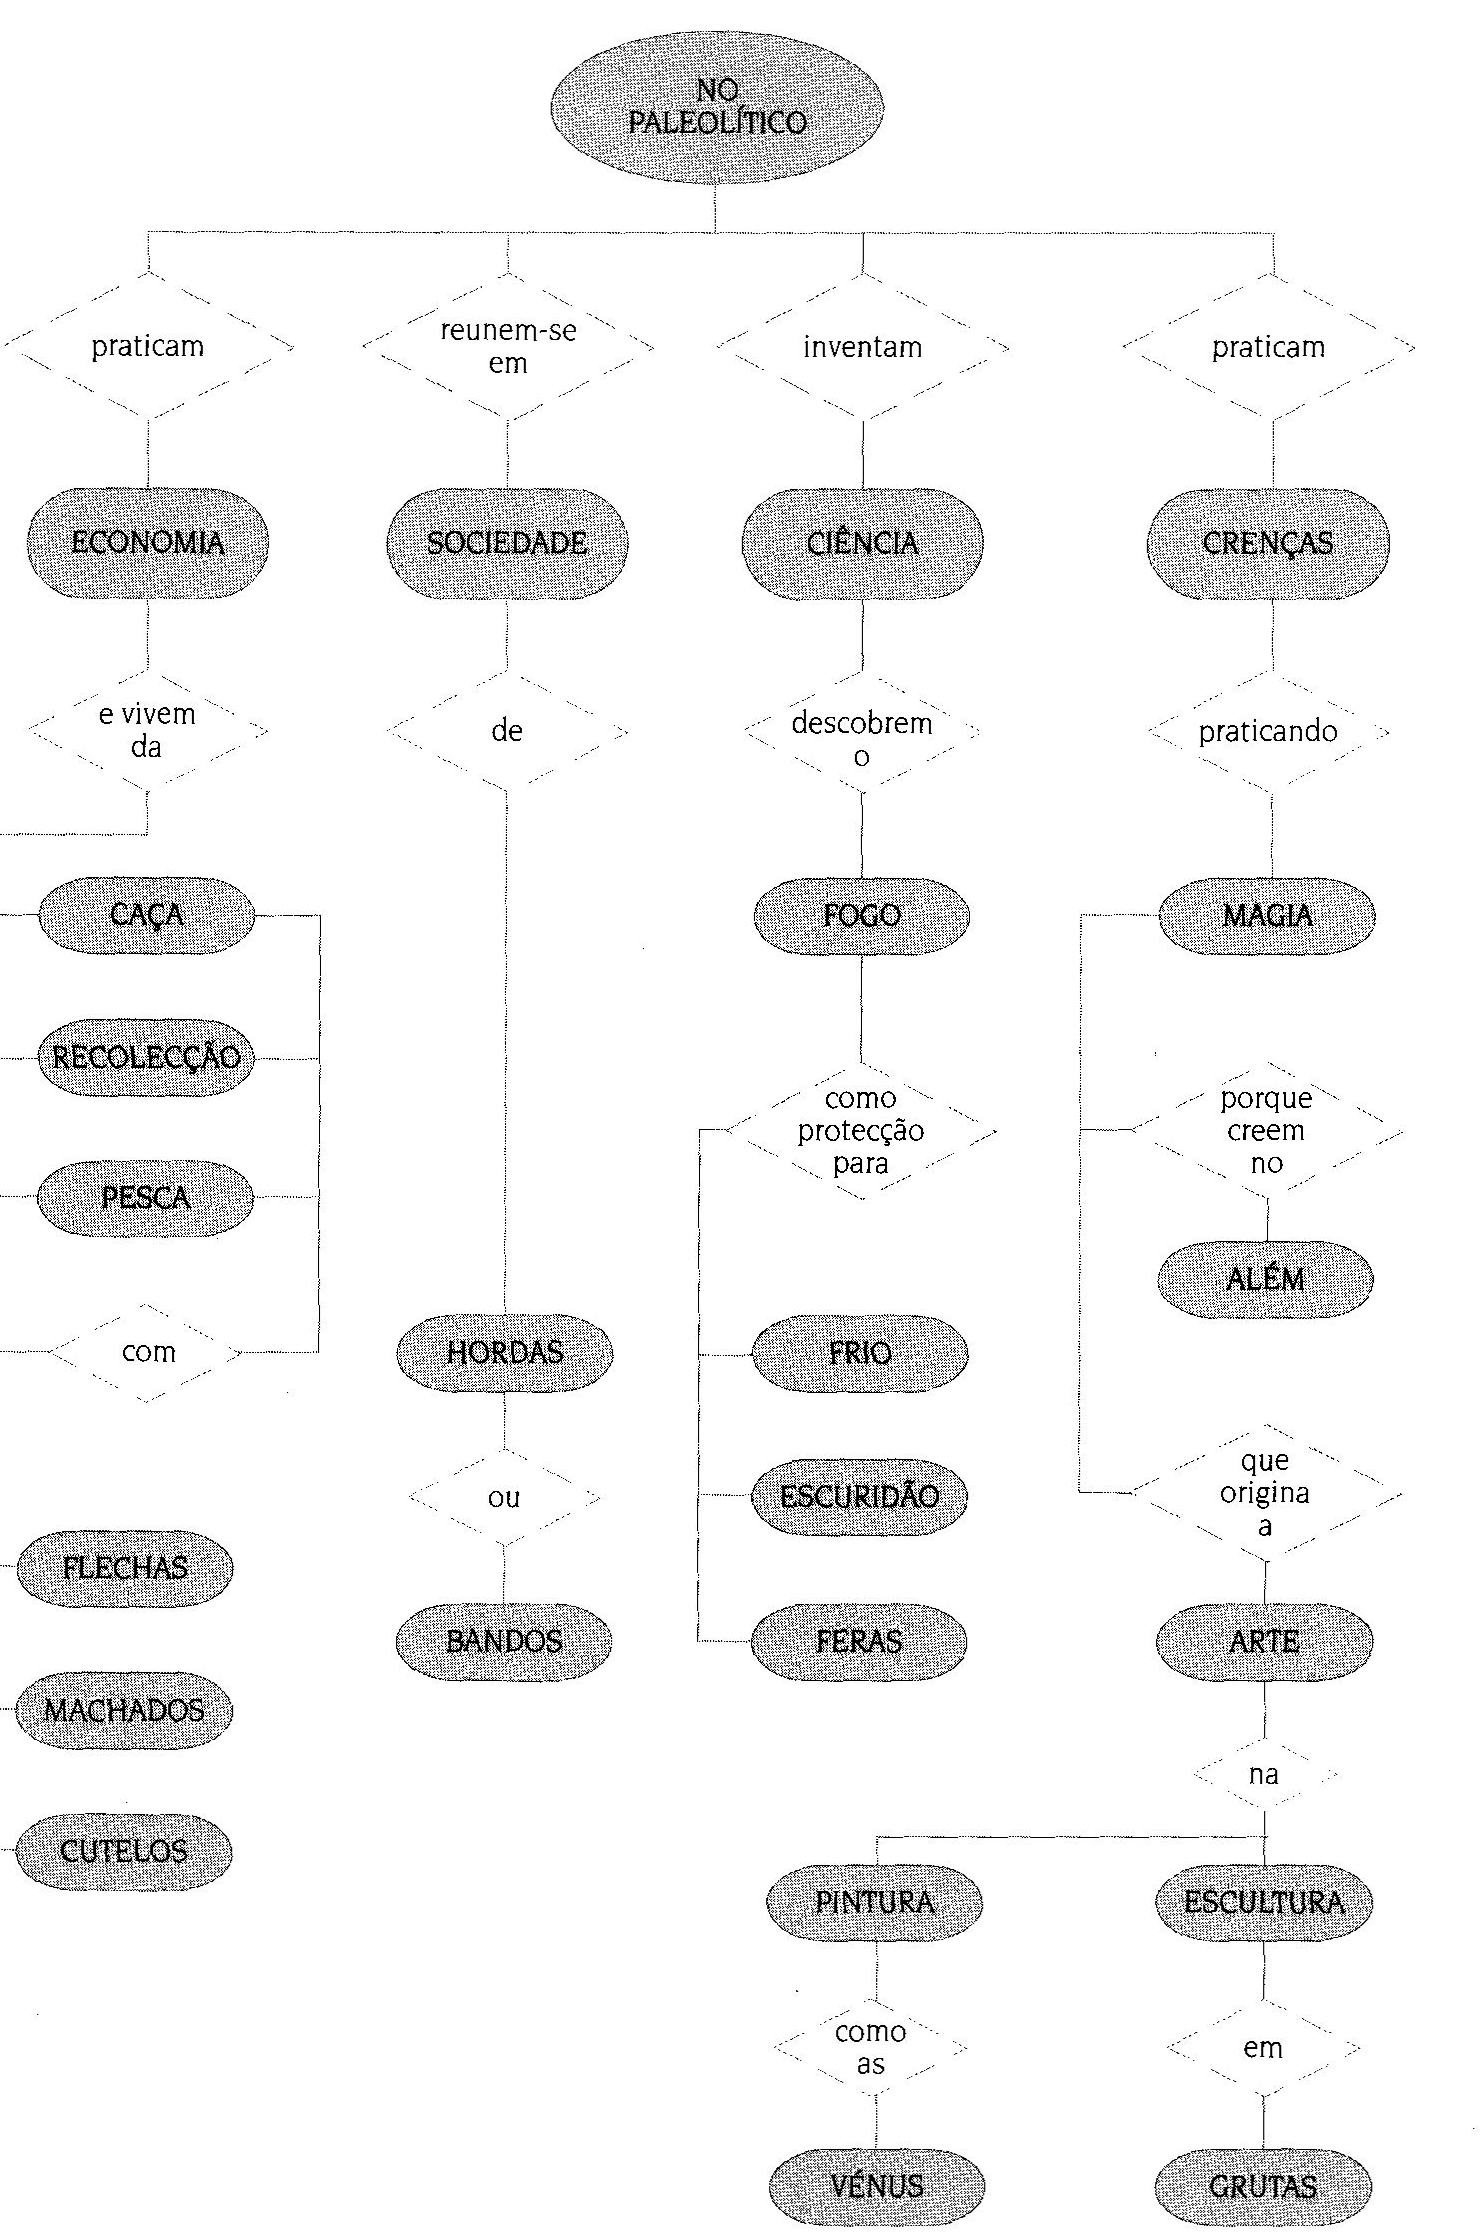 NO
PALEOLÍTICO
praticam
reunem-se
em
inventam
praticam
ECONOMIA
SOCIEDADE
CIÊNCIA
CRENÇAS
e vivem
da
de
descobrem
o
praticando
CAÇA
FOGO
MAGIA
RECOLECÇÃO
como
protecção
para
porque
creem
no
PESCA
ALÉM
com
HORDAS
FRIO
ou
ESCURIDÃO
que
origina
a
FLECHAS
BANDOS
FERAS
ARTE
MACHADOS
na
CUTELOS
PINTURA
ESCULTURA
como
as
em
VÉNUS
GRUTAS